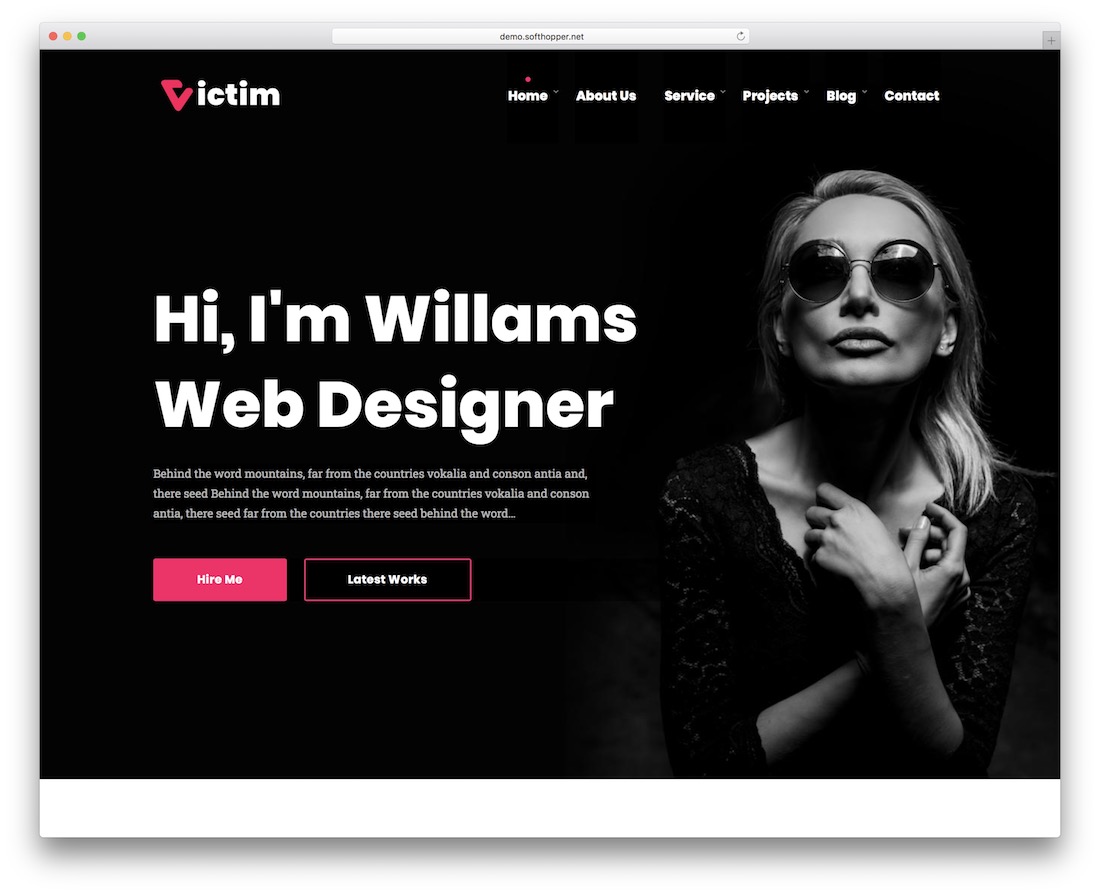 demo.softhopper.net
Victim
Home
About Us
Service
Projects
Blog
Contact
Hi, I'm Willams
Web Designer
Behind the word mountains, far from the countries vokalia and conson antia and,
there seed Behind the word mountains, far from the countries vokalia and conson
antia, there seed far from the countries there seed behind the word...
Hire Me
Latest Works